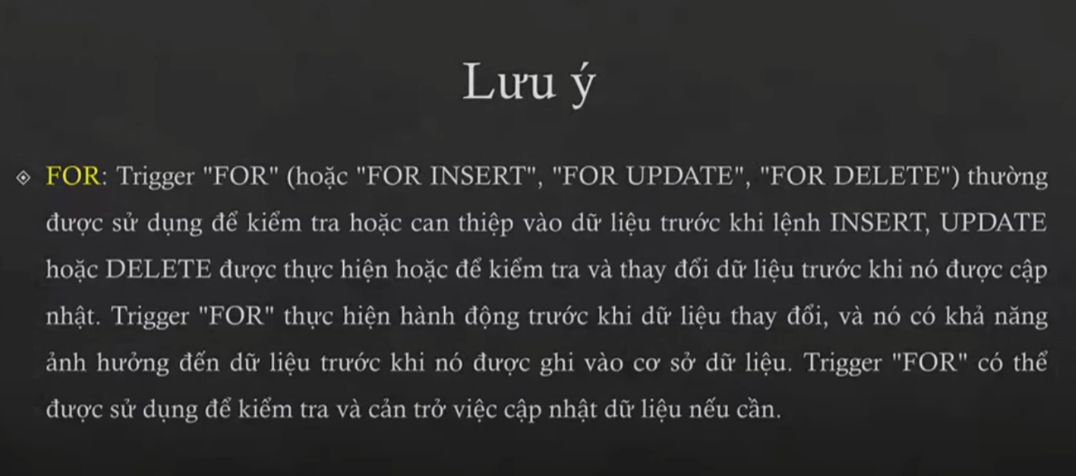 Lưu ý
FOR: Trigger "FOR" (hoặc "FOR INSERT", "FOR UPDATE", "FOR DELETE") thường
được sử dụng để kiểm tra hoặc can thiệp vào dữ liệu trước khi lệnh INSERT, UPDATE
hoặc DELETE được thực hiện hoặc để kiểm tra và thay đổi dữ liệu trước khi nó được cập
nhật. Trigger "FOR" thực hiện hành động trước khi dữ liệu thay đổi, và nó có khả năng
ảnh hưởng đến dữ liệu trước khi nó được ghi vào cơ sở dữ liệu. Trigger "FOR" có thể
được sử dụng để kiểm tra và cản trở việc cập nhật dữ liệu nếu cần.